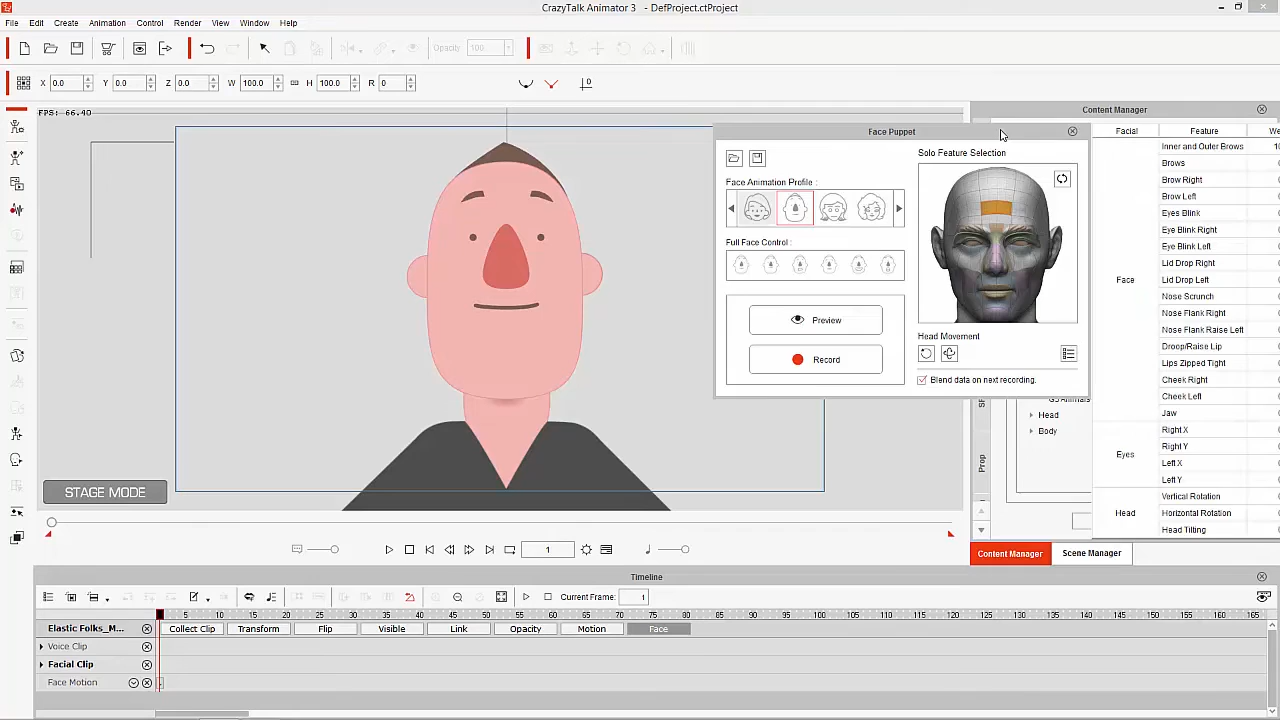 CrazyTalk Animator 3 - DefProject.ctProject
File Edit Create Animation Control Render View Window Help
Opacity 100
X 0.0 Y 0.0 Z 0.0 W 100.0 H 100.0 R 0
FPS: 66.40
Content Manager
Face Puppet
Solo Feature Selection
Face Animation Profile :
Full Face Control :
Preview
Record
Head Movement
Blend data on next recording.
Facial Feature We
Inner and Outer Brows 10
Brows
Brow Right
Brow Left
Eyes Blink
Eye Blink Right
Eye Blink Left
Lid Drop Right
Face Lid Drop Left
Nose Scrunch
Nose Flank Right
Nose Flank Raise Left
Droop/Raise Lip
Lips Zipped Tight
Cheek Right
Cheek Left
Jaw
Right X
Right Y
Eyes
Left X
Left Y
Vertical Rotation
Head Horizontal Rotation
Head Tilting
Head
Body
Prop
STAGE MODE
1
Content Manager Scene Manager
Timeline
Current Frame: 1
5 10 15 20 25 30 35 40 45 50 55 60 65 70 75 80 85 90 95 100 105 110 115 120 125 130 135 140 145 150 155 160 165
Elastic Folks_M... Collect Clip Transform Flip Visible Link Opacity Motion Face
Voice Clip
Facial Clip
Face Motion